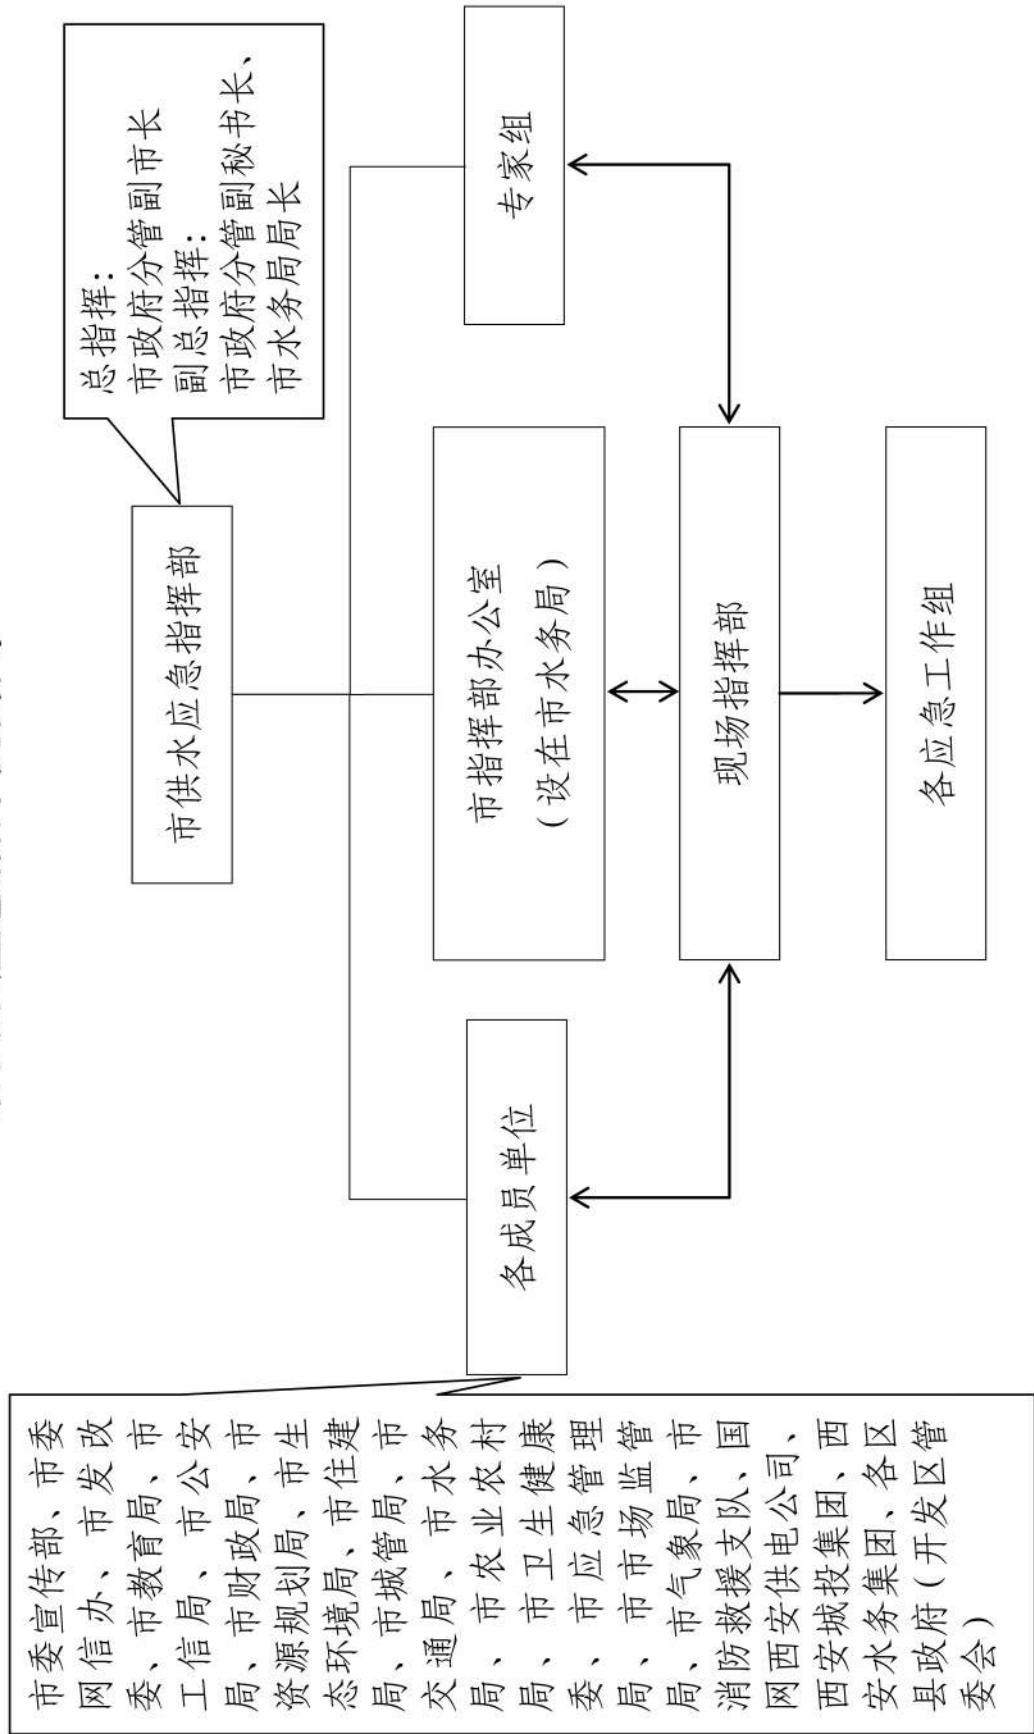 总指挥：
市政府分管副市长
副总指挥：
市政府分管副秘书长、
市水务局局长
市供水应急指挥部
专家组
市指挥部办公室
（设在市水务局）
各成员单位
现场指挥部
各应急工作组
市委宣传部、市委
网信办、市发改
委、市教育局、市
工信局、市公安
局、市财政局、市
资源规划局、市生
态环境局、市住建
局、市城管局、市
交通局、市水务
局、市农业农村
局、市卫生健康
委、市应急管理
局、市市场监管
局、市气象局、市
消防救援支队、国
网西安供电公司、
西安城投集团、西
安水务集团、各区
县政府（开发区管
委会）